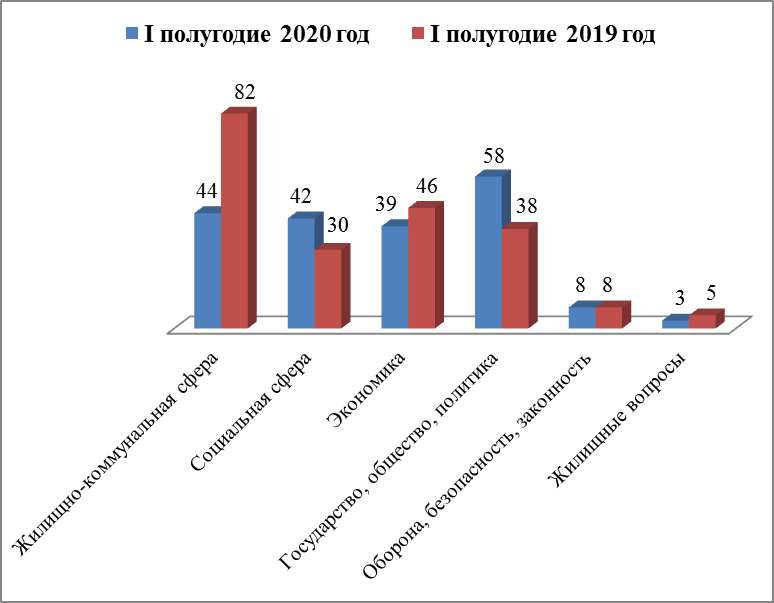 I полугодие 2020 год I полугодие 2019 год
44 82
42 30
39 46
58 38
8 8
3 5
Жилищно-коммунальная сфера
Социальная сфера
Экономика
Государство, общество, политика
Оборона, безопасность, законность
Жилищные вопросы